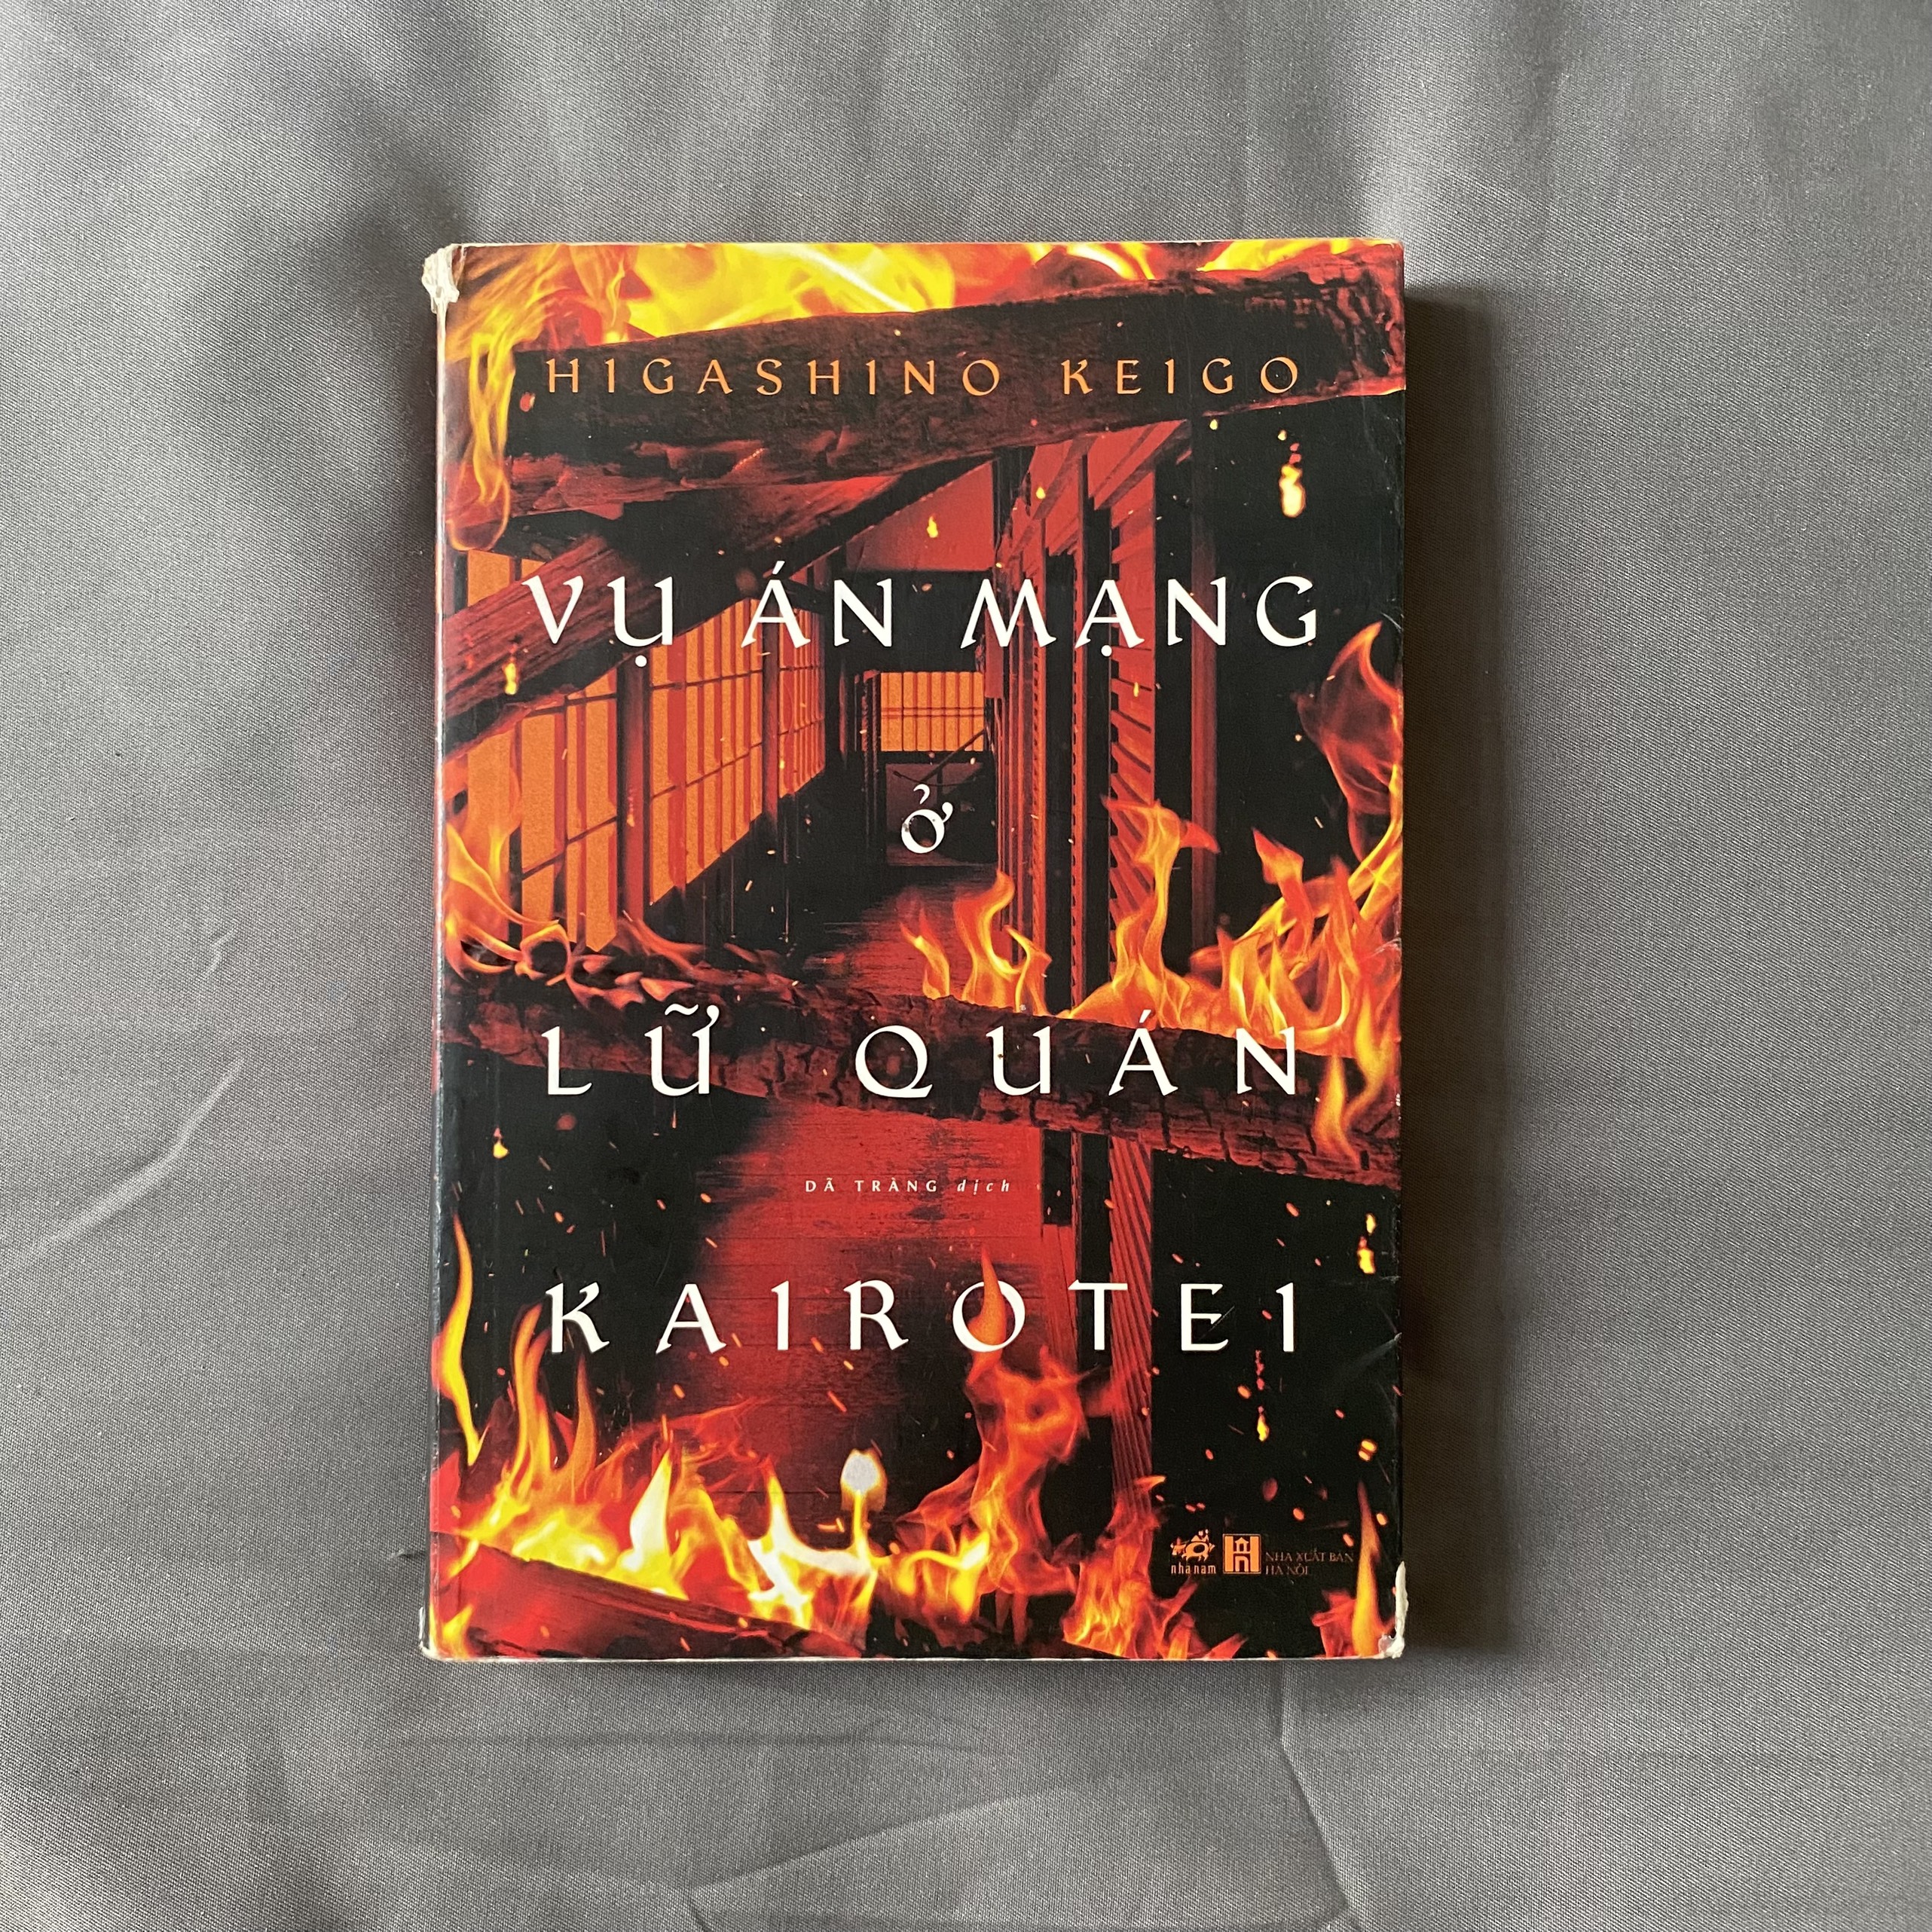 HIGASHINO KEIGO
VỤ ÁN MẠNG
Ở
LỮ QUÁN
DÃ TRÀNG dịch
KAIROTEI
nhã nam
NHÀ XUẤT BẢN
HÀ NỘI